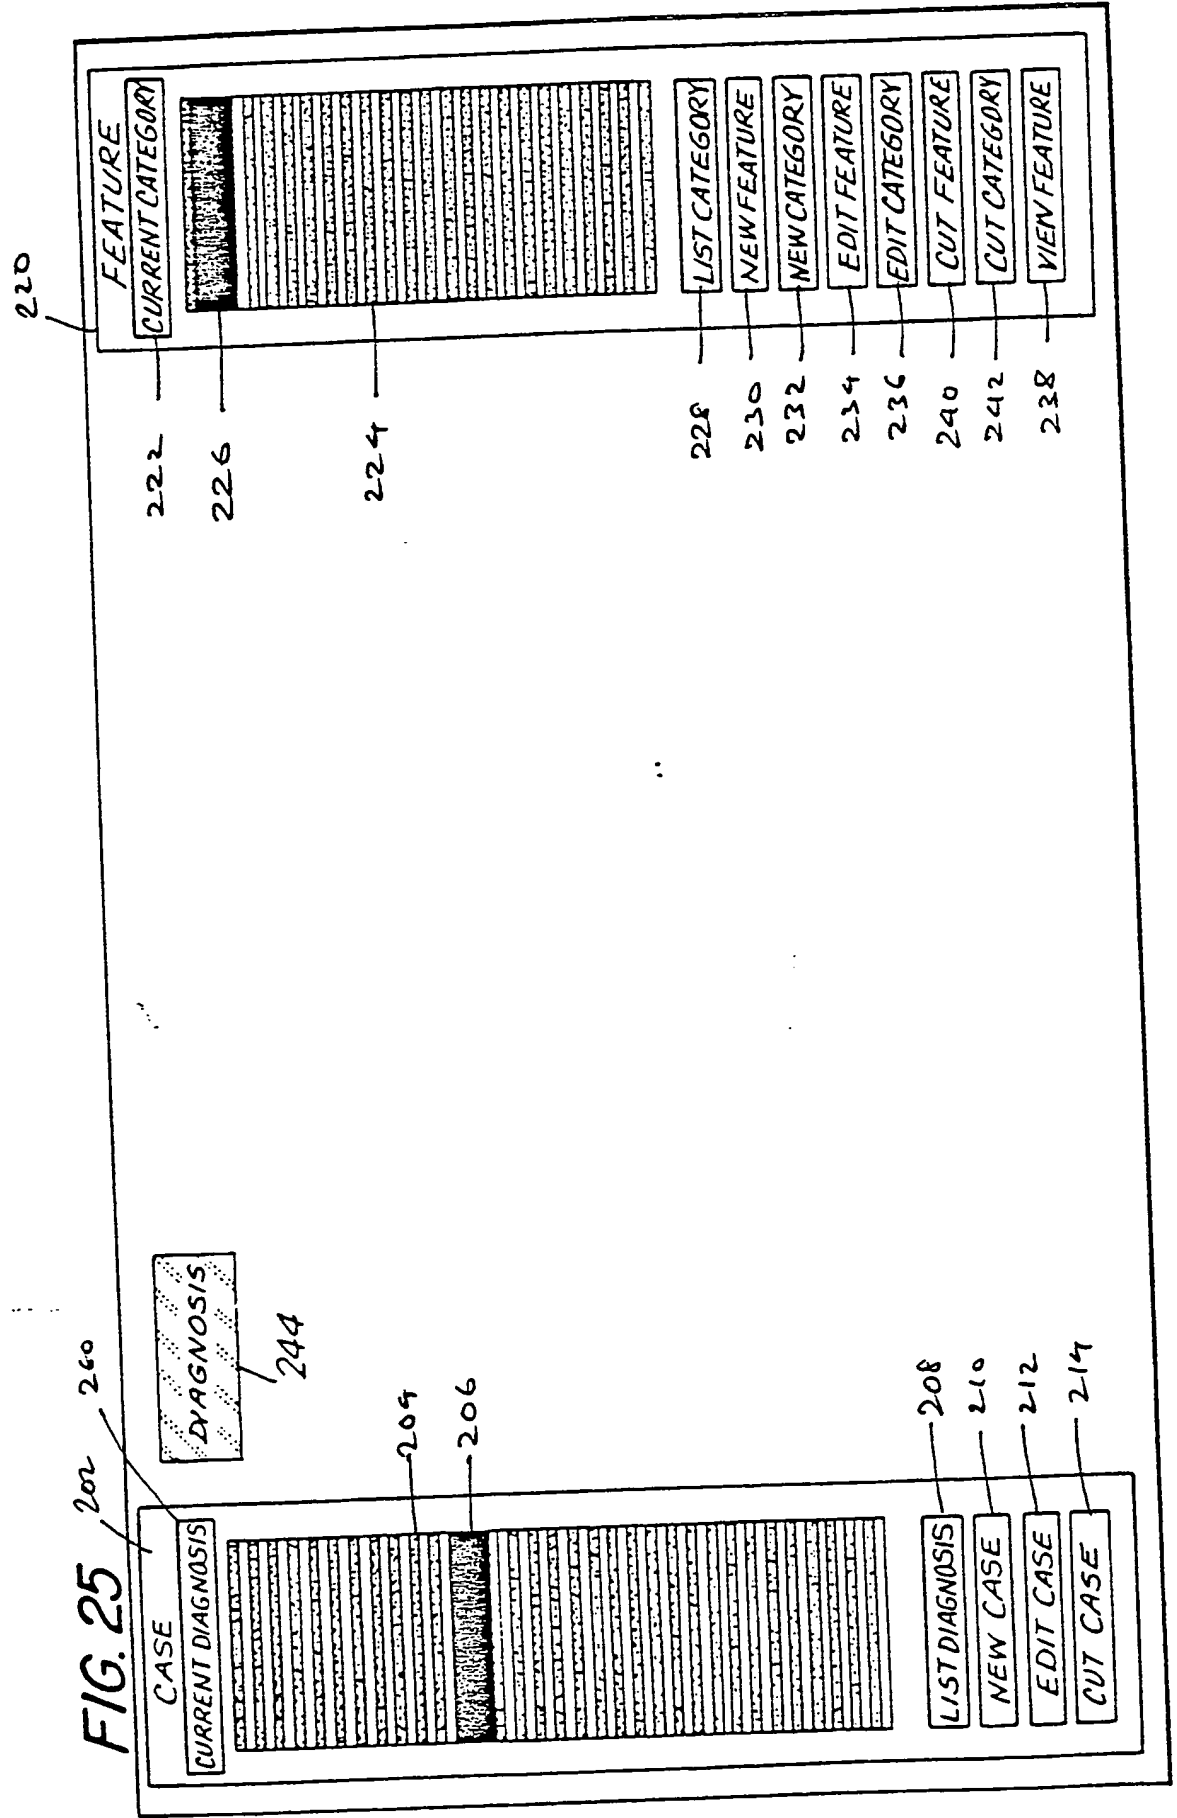 FIG. 25
202
260
CASE
CURRENT DIAGNOSIS
204
206
LIST DIAGNOSIS
NEW CASE
EDIT CASE
CUT CASE
208
210
212
214
DIAGNOSIS
244
220
FEATURE
CURRENT CATEGORY
222
226
224
LIST CATEGORY
NEW FEATURE
NEW CATEGORY
EDIT FEATURE
EDIT CATEGORY
CUT FEATURE
CUT CATEGORY
VIEN FEATURE
228
230
232
234
236
240
242
238